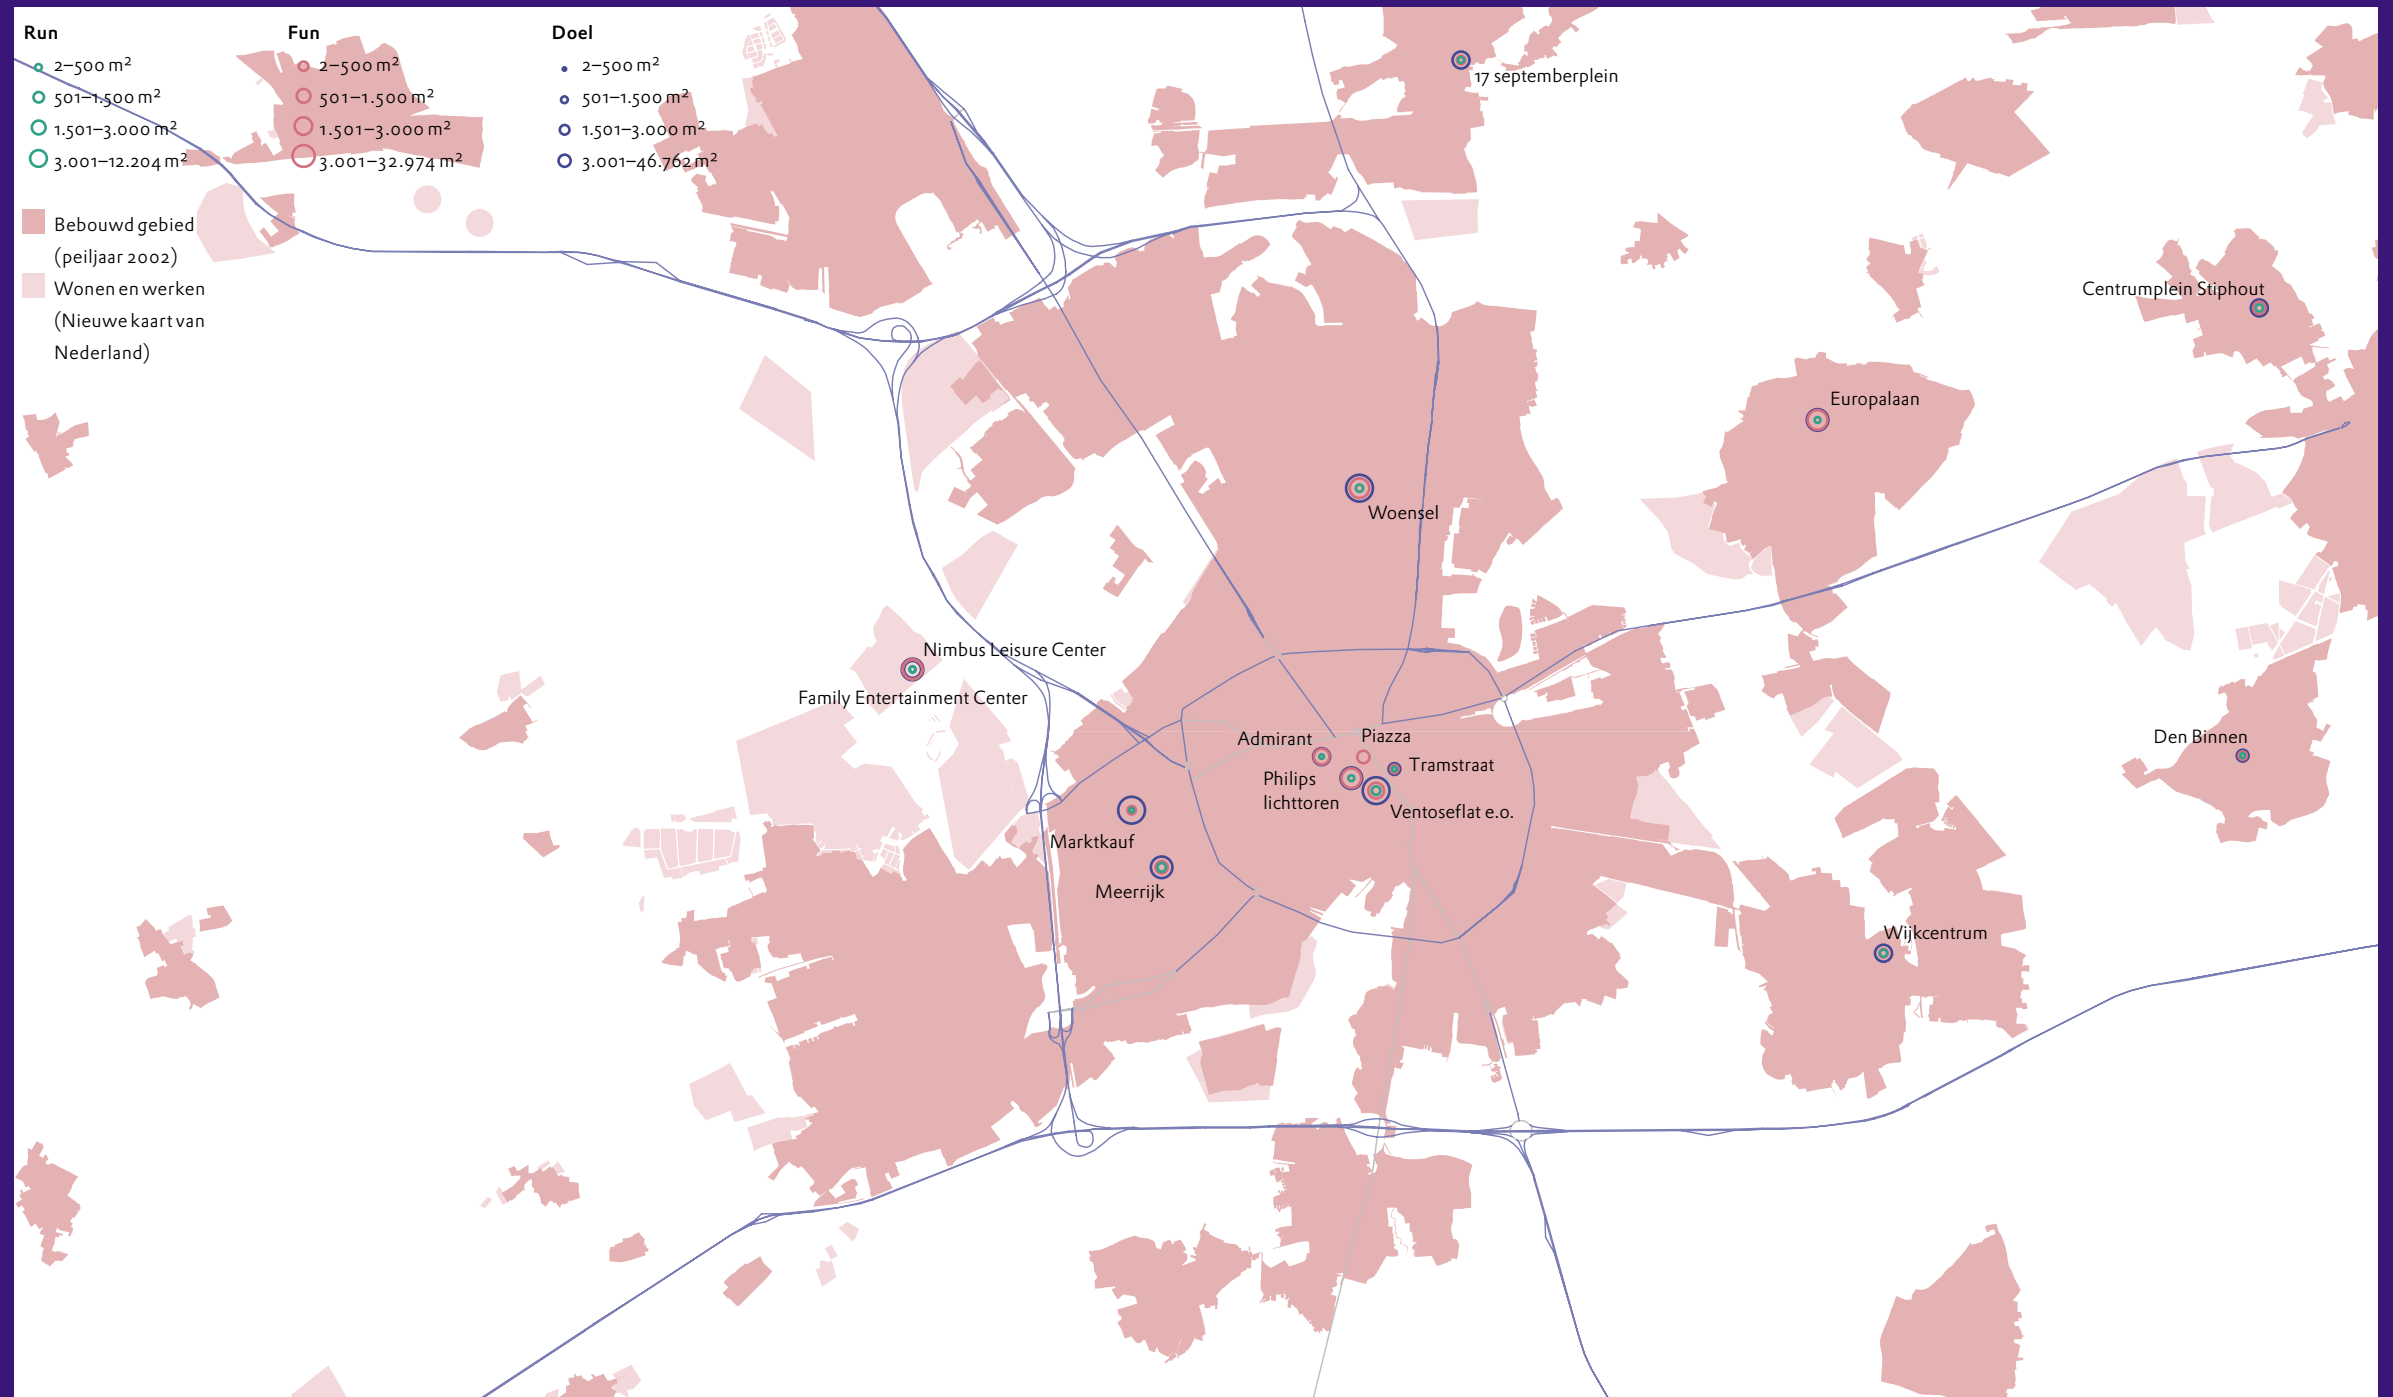 Run
2–500 m²
501–1.500 m²
1.501–3.000 m²
3.001–12.204 m²
Fun
2–500 m²
501–1.500 m²
1.501–3.000 m²
3.001–32.974 m²
Doel
2–500 m²
501–1.500 m²
1.501–3.000 m²
3.001–46.762 m²
Bebouwd gebied
(peiljaar 2002)
Wonen en werken
(Nieuwe kaart van
Nederland)
17 septemberplein
Centrumplein Stiphout
Europalaan
Woensel
Nimbus Leisure Center
Family Entertainment Center
Admirant
Piazza
Tramstraat
Philips
lichttoren
Ventoseflat e.o.
Den Binnen
Marktkauf
Meerrijk
Wijkcentrum